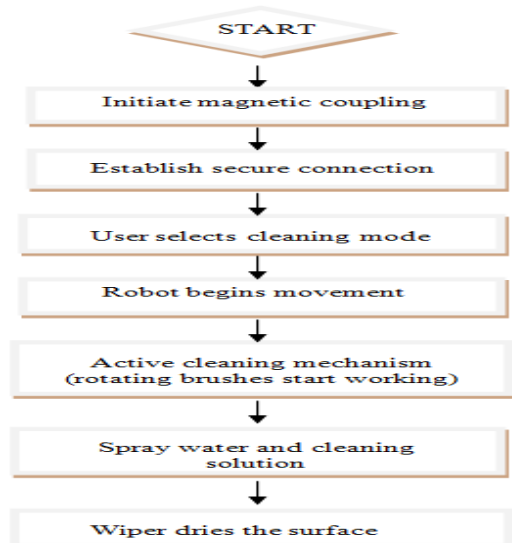 START
Initiate magnetic coupling
Establish secure connection
User selects cleaning mode
Robot begins movement
Active cleaning mechanism
(rotating brushes start working)
Spray water and cleaning
solution
Wiper dries the surface